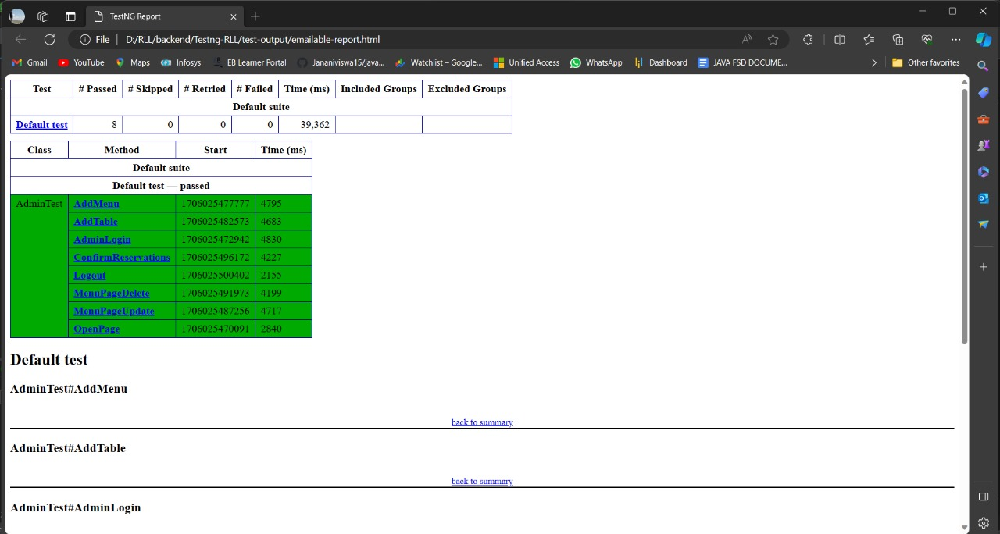 TestNG Report
File D:/RLL/backend/Testng-RLL/test-output/emailable-report.html
Gmail YouTube Maps Infosys EB Learner Portal Jananiviswa15/java... Watchlist – Google... Unified Access WhatsApp Dashboard JAVA FSD DOCUME... Other favorites
Test # Passed # Skipped # Retried # Failed Time (ms) Included Groups Excluded Groups
Default suite
Default test 8 0 0 0 39,362
Class Method Start Time (ms)
Default suite
Default test — passed
AdminTest AddMenu 1706025477777 4795
AddTable 1706025482573 4683
AdminLogin 1706025472942 4830
ConfirmReservations 1706025496172 4227
Logout 1706025500402 2155
MenuPageDelete 1706025491973 4199
MenuPageUpdate 1706025487256 4717
OpenPage 1706025470091 2840
Default test
AdminTest#AddMenu
back to summary
AdminTest#AddTable
back to summary
AdminTest#AdminLogin